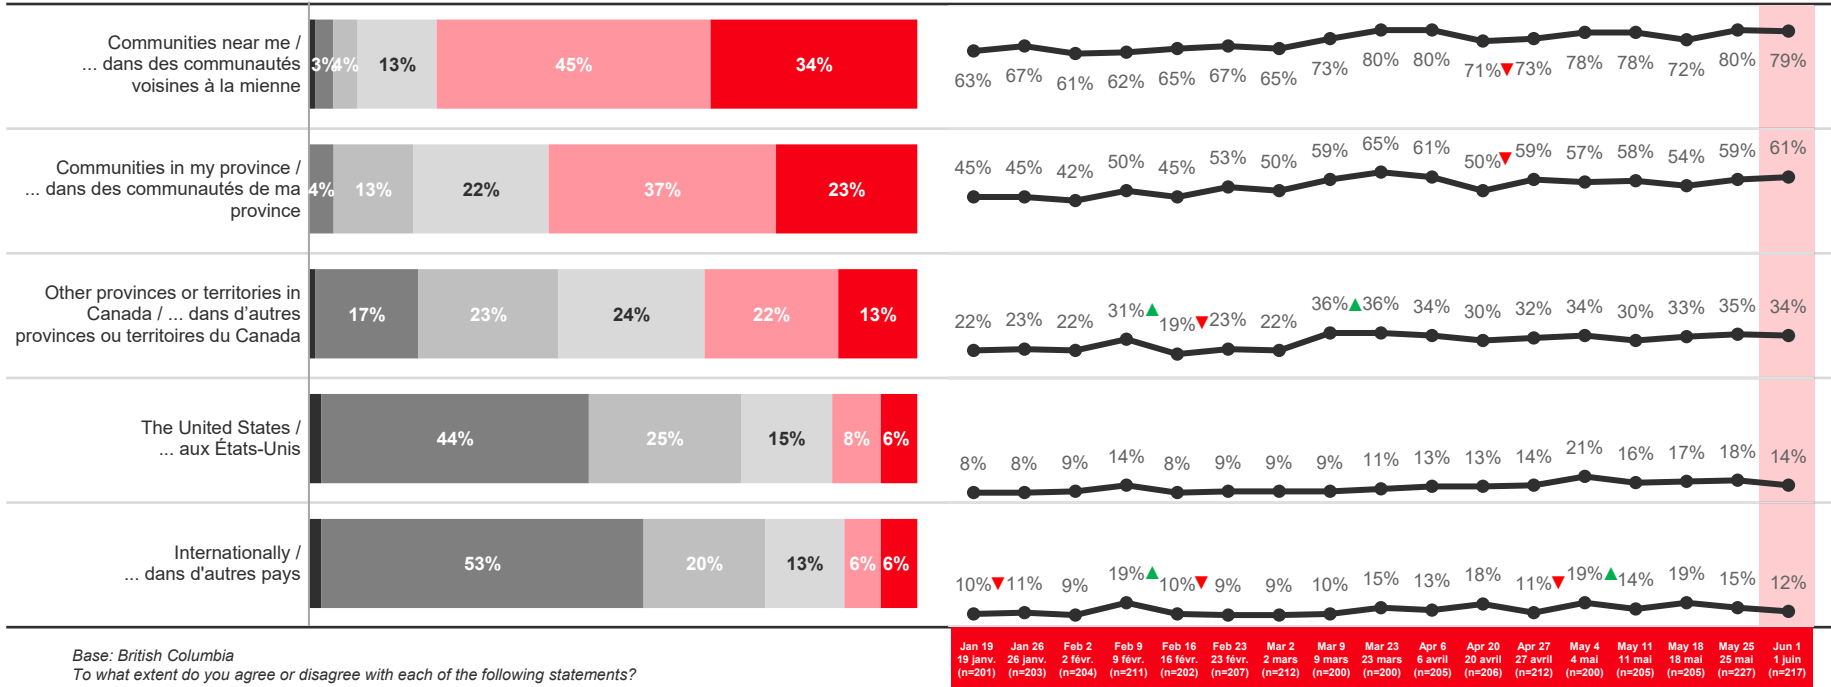 Communities near me /
... dans des communautés
voisines à la mienne
3% 4% 13% 45% 34%
63% 67% 61% 62% 65% 67% 65% 73% 80% 80% 71% 73% 78% 78% 72% 80% 79%
Communities in my province /
... dans des communautés de ma
province
4% 13% 22% 37% 23%
45% 45% 42% 50% 45% 53% 50% 59% 65% 61% 50% 59% 57% 58% 54% 59% 61%
Other provinces or territories in
Canada / ... dans d’autres
provinces ou territoires du Canada
17% 23% 24% 22% 13%
22% 23% 22% 31% 19% 23% 22% 36% 36% 34% 30% 32% 34% 30% 33% 35% 34%
The United States /
... aux États-Unis
44% 25% 15% 8% 6%
8% 8% 9% 14% 8% 9% 9% 9% 11% 13% 13% 14% 21% 16% 17% 18% 14%
Internationally /
... dans d'autres pays
53% 20% 13% 6% 6%
10% 11% 9% 19% 10% 9% 9% 10% 15% 13% 18% 11% 19% 14% 19% 15% 12%
Jan 19 Jan 26 Feb 2 Feb 9 Feb 16 Feb 23 Mar 2 Mar 9 Mar 23 Apr 6 Apr 20 Apr 27 May 4 May 11 May 18 May 25 Jun 1
19 janv. 26 janv. 2 févr. 9 févr. 16 févr. 23 févr. 2 mars 9 mars 23 mars 6 avril 20 avril 27 avril 4 mai 11 mai 18 mai 25 mai 1 juin
(n=201) (n=203) (n=204) (n=211) (n=202) (n=207) (n=212) (n=200) (n=200) (n=205) (n=206) (n=212) (n=200) (n=205) (n=205) (n=227) (n=217)
Base: British Columbia
To what extent do you agree or disagree with each of the following statements?